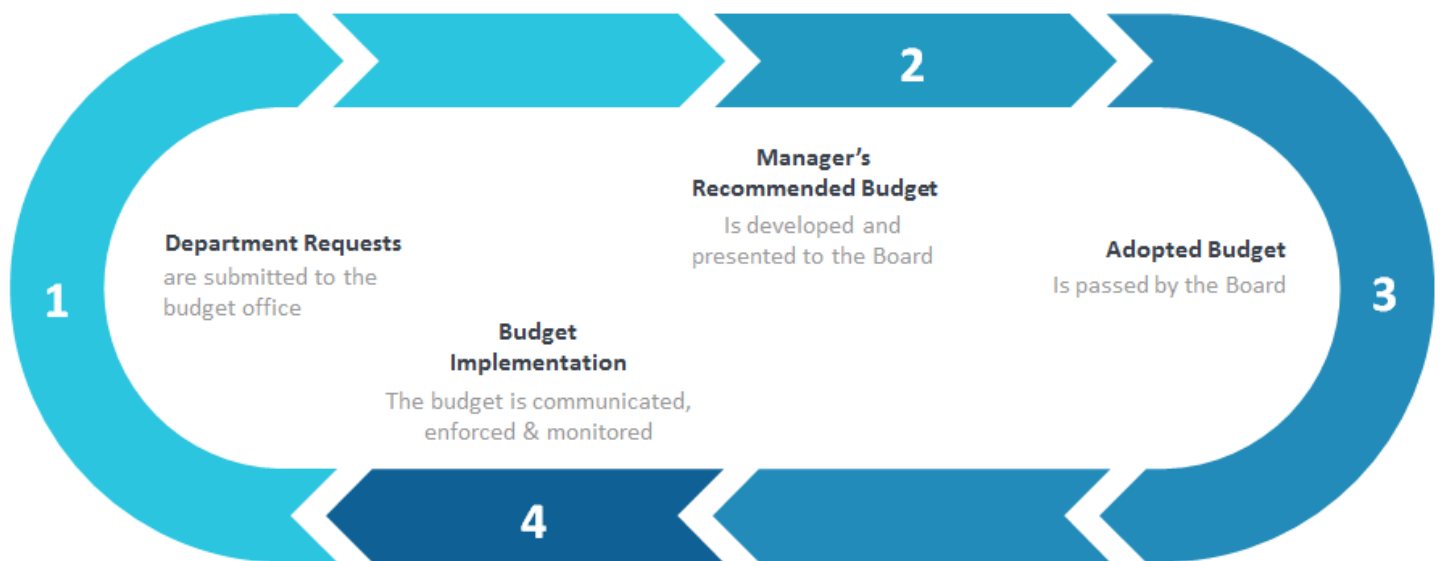 1
Department Requests
are submitted to the
budget office
2
Manager’s
Recommended Budget
Is developed and
presented to the Board
3
Adopted Budget
Is passed by the Board
4
Budget
Implementation
The budget is communicated,
enforced & monitored